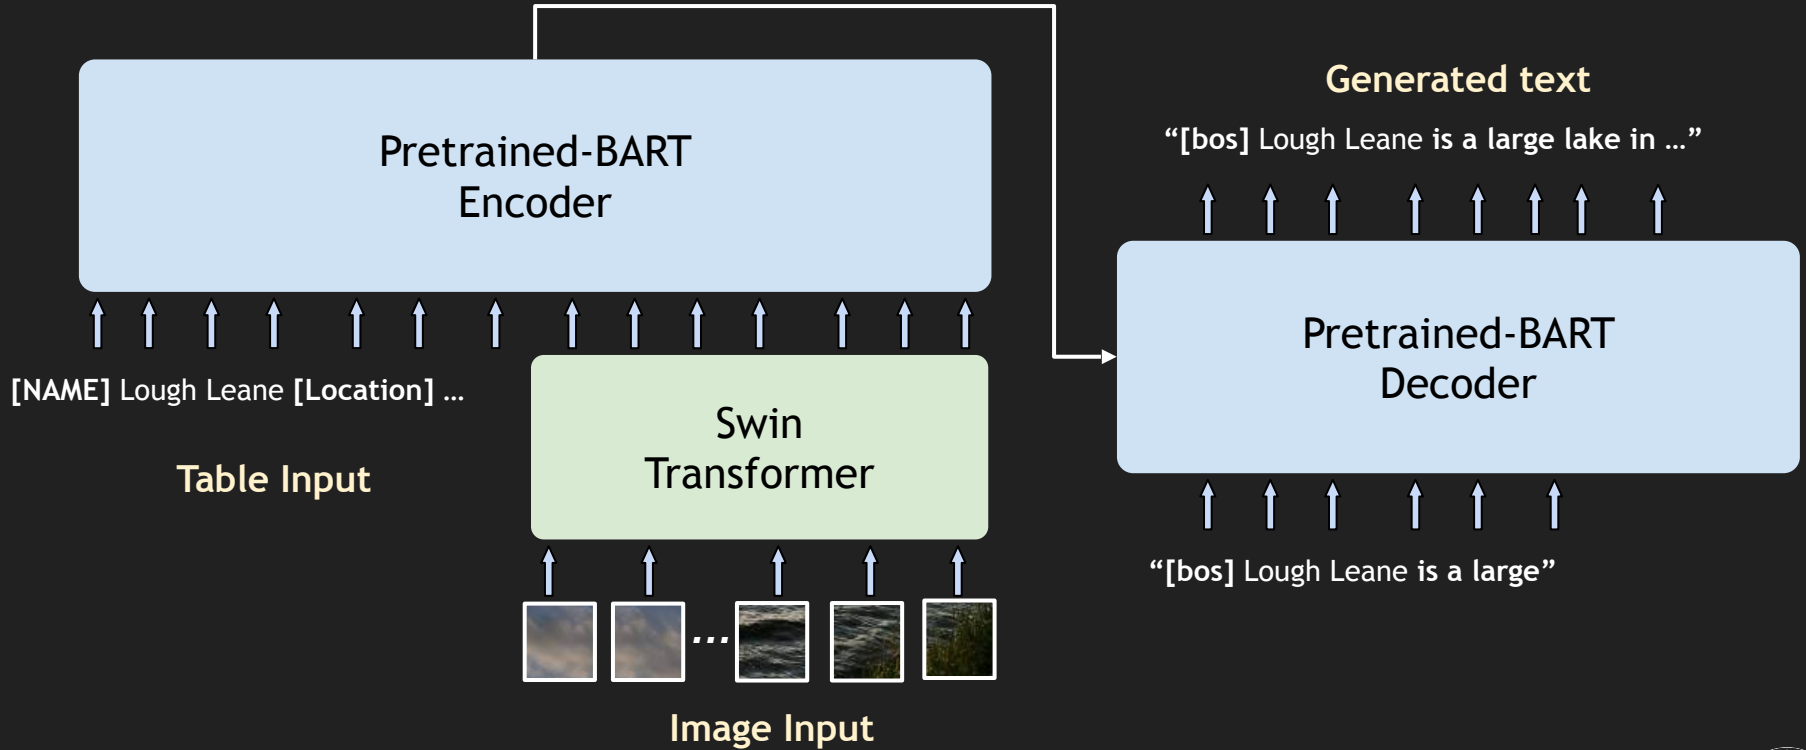 Pretrained-BART
Encoder
[NAME] Lough Leane [Location] …
Table Input
Swin
Transformer
...
Image Input
Generated text
“[bos] Lough Leane is a large lake in …”
Pretrained-BART
Decoder
“[bos] Lough Leane is a large”